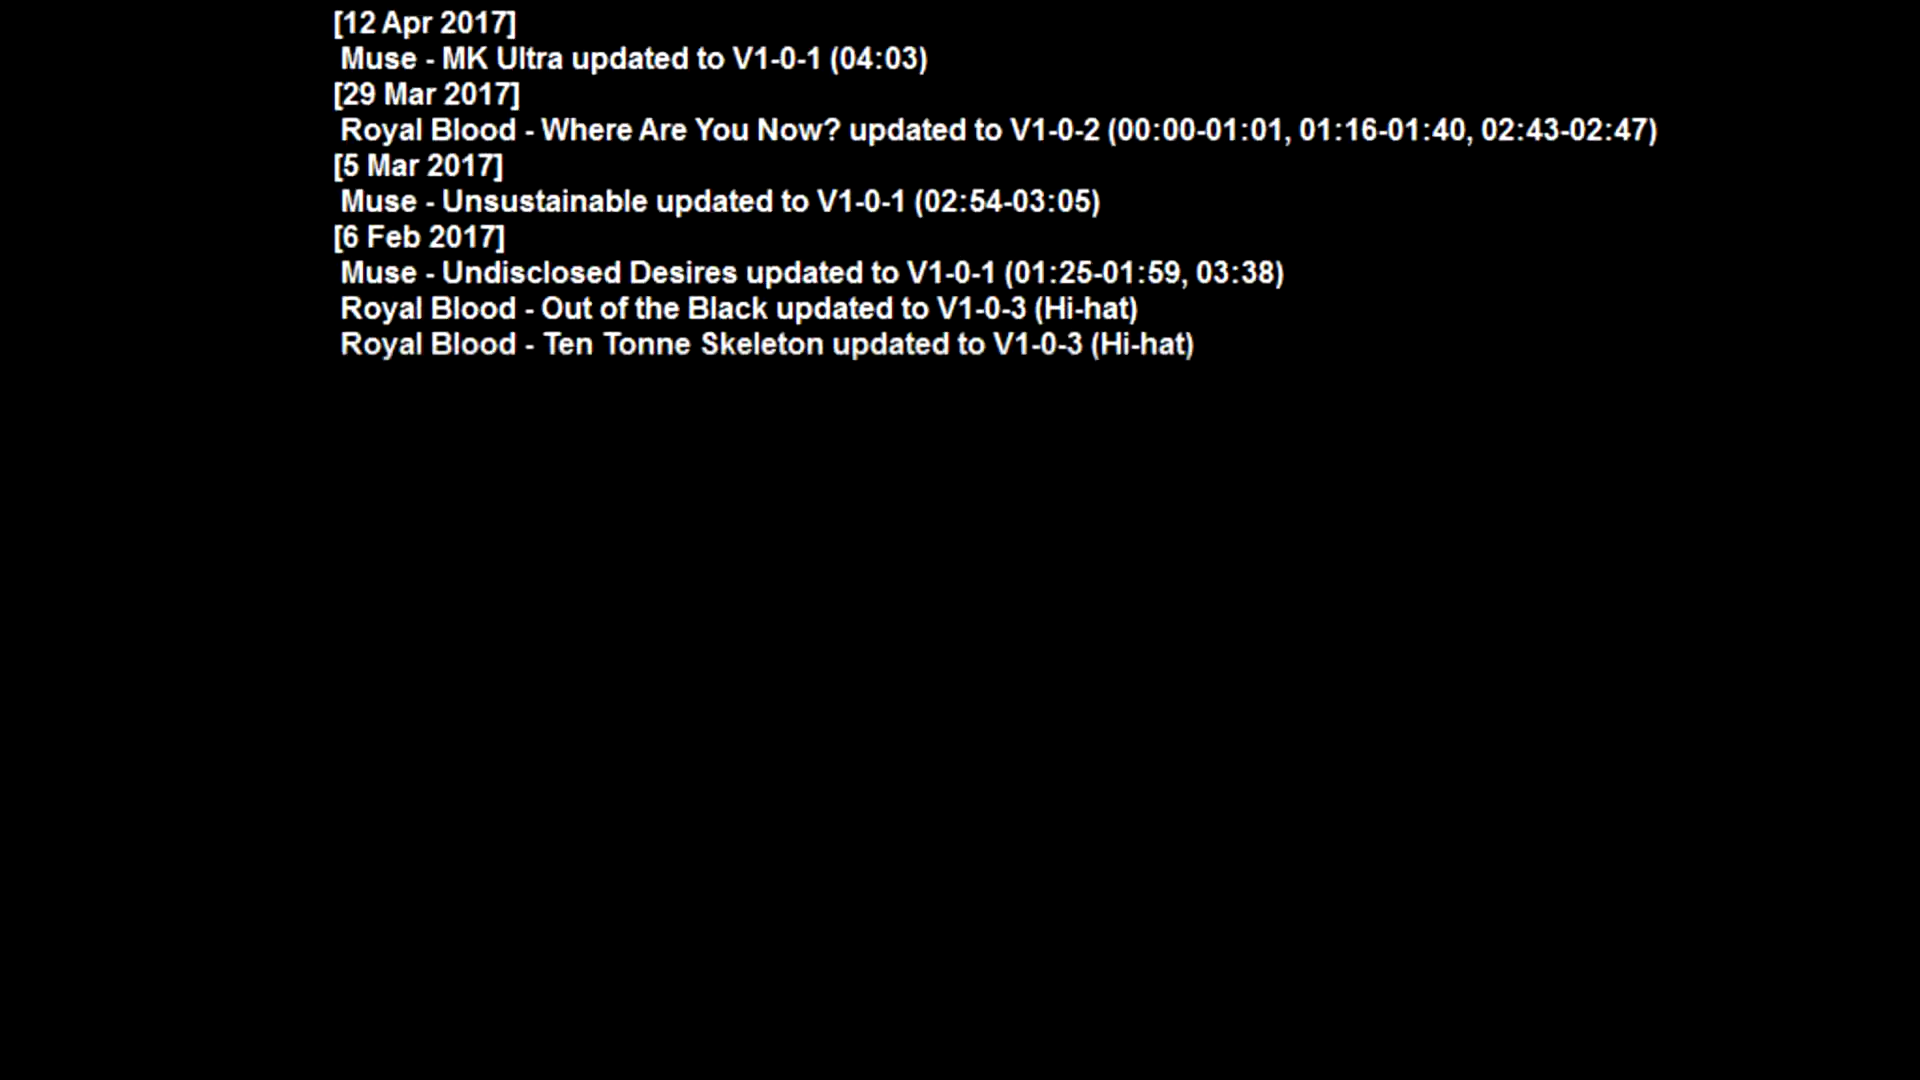 [12 Apr 2017]
Muse - MK Ultra updated to V1-0-1 (04:03)
[29 Mar 2017]
Royal Blood - Where Are You Now? updated to V1-0-2 (00:00-01:01, 01:16-01:40, 02:43-02:47)
[5 Mar 2017]
Muse - Unsustainable updated to V1-0-1 (02:54-03:05)
[6 Feb 2017]
Muse - Undisclosed Desires updated to V1-0-1 (01:25-01:59, 03:38)
Royal Blood - Out of the Black updated to V1-0-3 (Hi-hat)
Royal Blood - Ten Tonne Skeleton updated to V1-0-3 (Hi-hat)